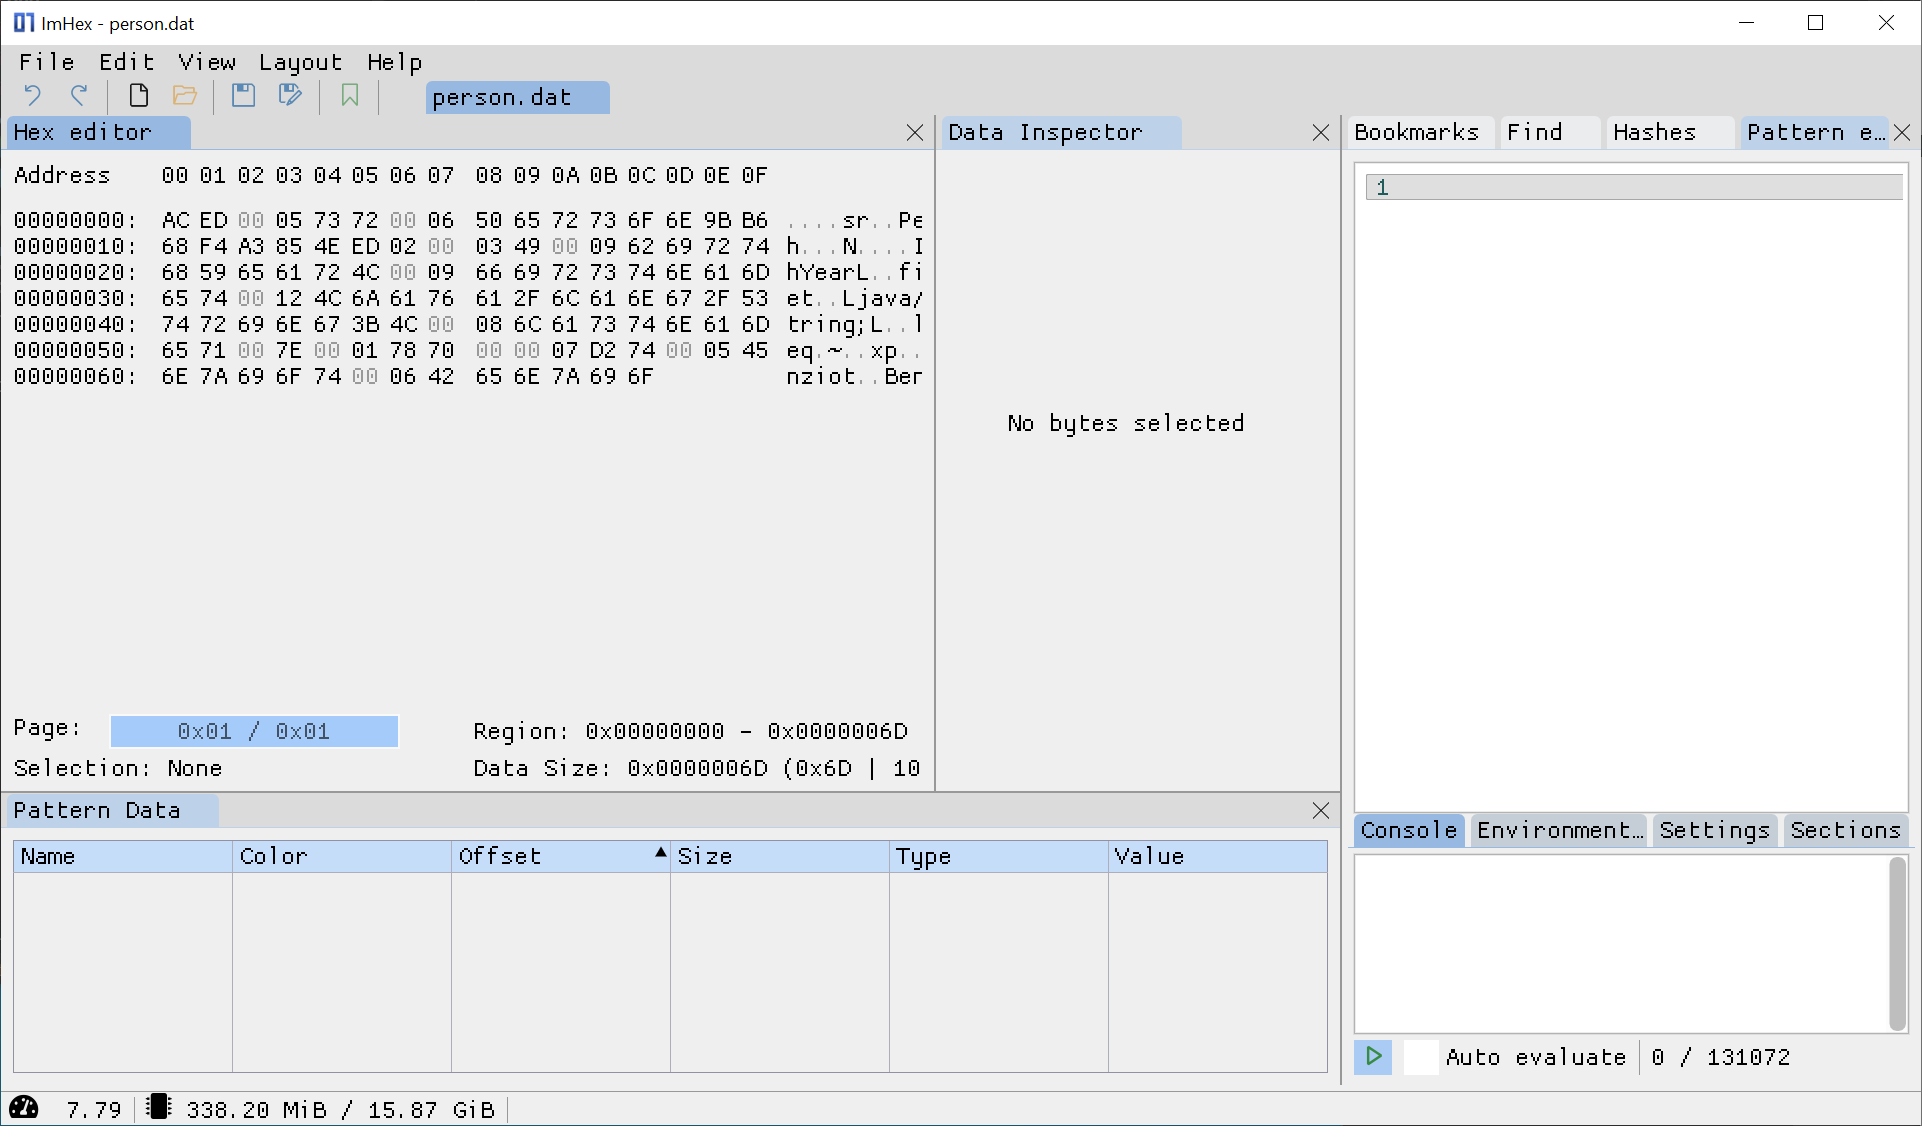 ImHex - person.dat
File Edit View Layout Help
person.dat
Hex editor
Address 00 01 02 03 04 05 06 07 08 09 0A 0B 0C 0D 0E 0F
00000000: AC ED 00 05 73 72 00 06 50 65 72 73 6F 6E 9B B6 ....sr..Pe
00000010: 68 F4 A3 85 4E ED 02 00 03 49 00 09 62 69 72 74 h...N....I
00000020: 68 59 65 61 72 4C 00 09 66 69 72 73 74 6E 61 6D hYearL..fi
00000030: 65 74 00 12 4C 6A 61 76 61 2F 6C 61 6E 67 2F 53 et..Ljava/
00000040: 74 72 69 6E 67 3B 4C 00 08 6C 61 73 74 6E 61 6D tring;L..l
00000050: 65 71 00 7E 00 01 78 70 00 00 07 D2 74 00 05 45 eq.~..xp..
00000060: 6E 7A 69 6F 74 00 06 42 65 6E 7A 69 6F nziot..Ben
Page: 0x01 / 0x01
Region: 0x00000000 - 0x0000006D
Selection: None
Data Size: 0x0000006D (0x6D | 10
Data Inspector
No bytes selected
Bookmarks Find Hashes Pattern e…
1
Pattern Data
Name Color Offset Size Type Value
Console Environment… Settings Sections
Auto evaluate 0 / 131072
7.79 338.20 MiB / 15.87 GiB